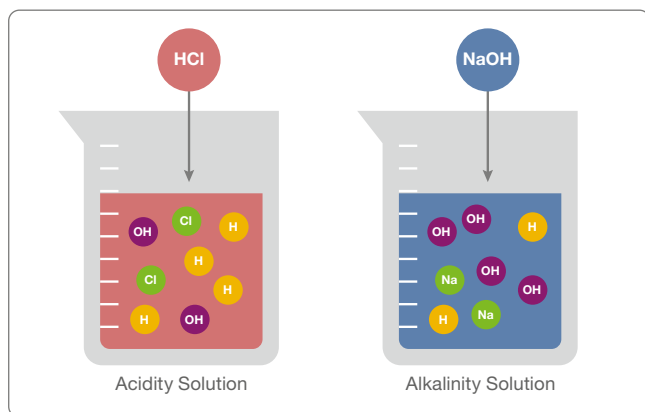 HCl
NaOH
OH
Cl
H
H
Cl
H
H
OH
OH
OH
H
OH
Na
OH
H
Na
Acidity Solution
Alkalinity Solution